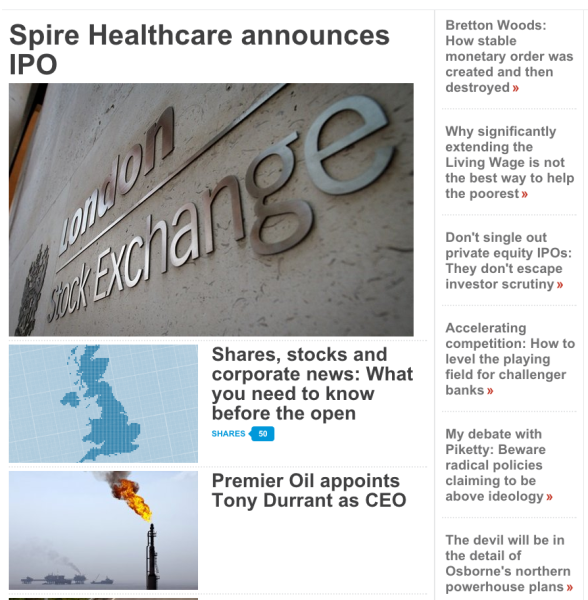 Spire Healthcare announces
IPO
London
Stock Exchange
Shares, stocks and
corporate news: What
you need to know
before the open
SHARES 50
Premier Oil appoints
Tony Durrant as CEO
Bretton Woods:
How stable
monetary order was
created and then
destroyed »
Why significantly
extending the
Living Wage is not
the best way to help
the poorest »
Don't single out
private equity IPOs:
They don't escape
investor scrutiny »
Accelerating
competition: How to
level the playing
field for challenger
banks »
My debate with
Piketty: Beware
radical policies
claiming to be
above ideology »
The devil will be in
the detail of
Osborne's northern
powerhouse plans »